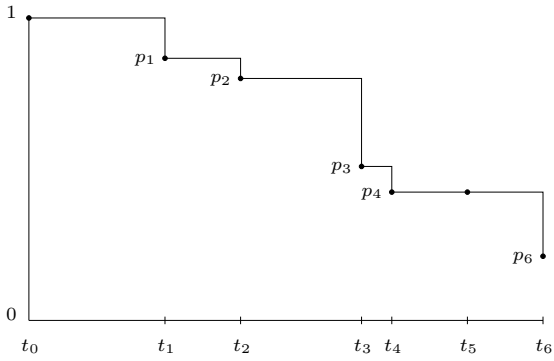 1
p₁
p₂
p₃
p₄
p₆
0
t₀ t₁ t₂ t₃ t₄ t₅ t₆